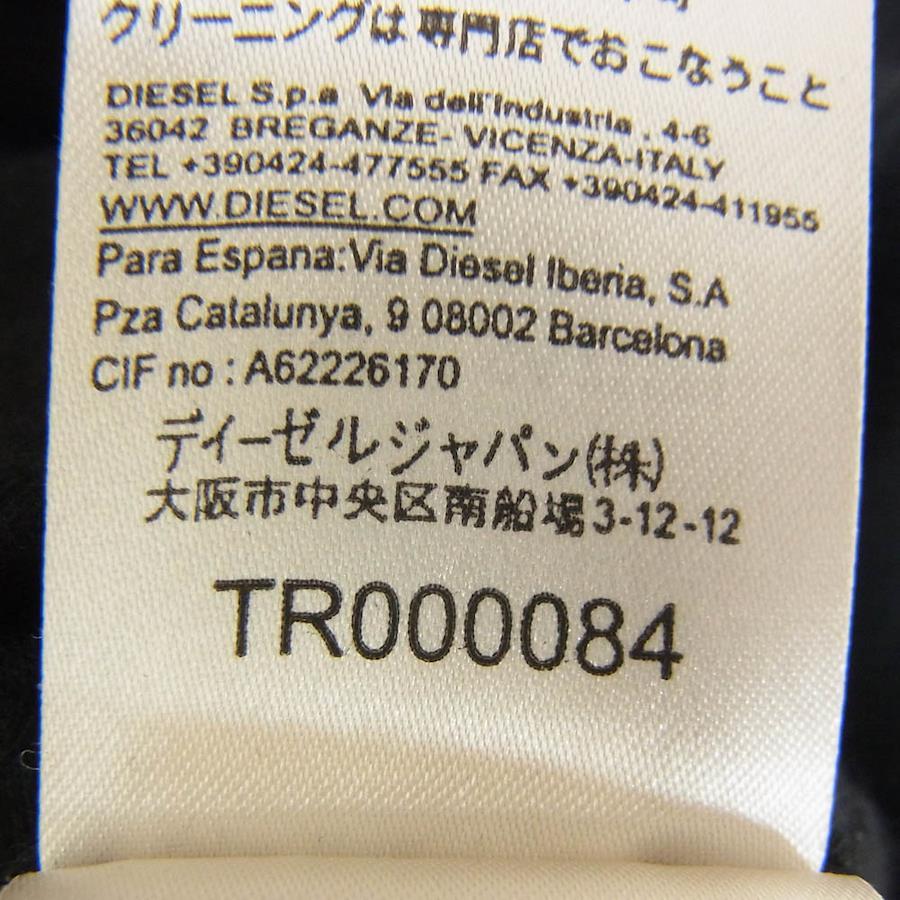 クリーニングは専門店でおこなうこと
DIESEL S.p.a Via dell'Industria . 4-6
36042 BREGANZE- VICENZA-ITALY
TEL +390424-477555 FAX +390424-411955
WWW.DIESEL.COM
Para Espana:Via Diesel Iberia, S.A
Pza Catalunya, 9 08002 Barcelona
CIF no : A62226170
ディーゼルジャパン(株)
大阪市中央区南船場3-12-12
TR000084